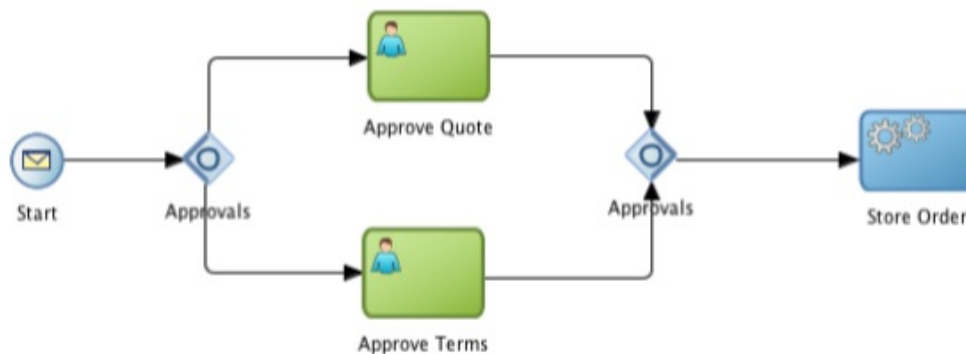 Approve Quote
Start
Approvals
Approvals
Store Order
Approve Terms